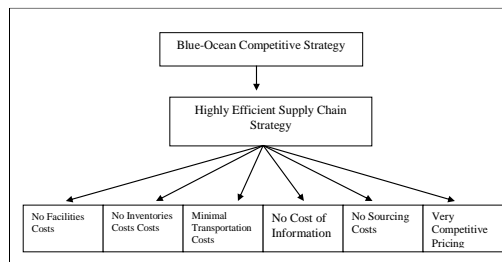 Blue-Ocean Competitive Strategy
Highly Efficient Supply Chain
Strategy
No Facilities
Costs
No Inventories
Costs Costs
Minimal
Transportation
Costs
No Cost of
Information
No Sourcing
Costs
Very
Competitive
Pricing